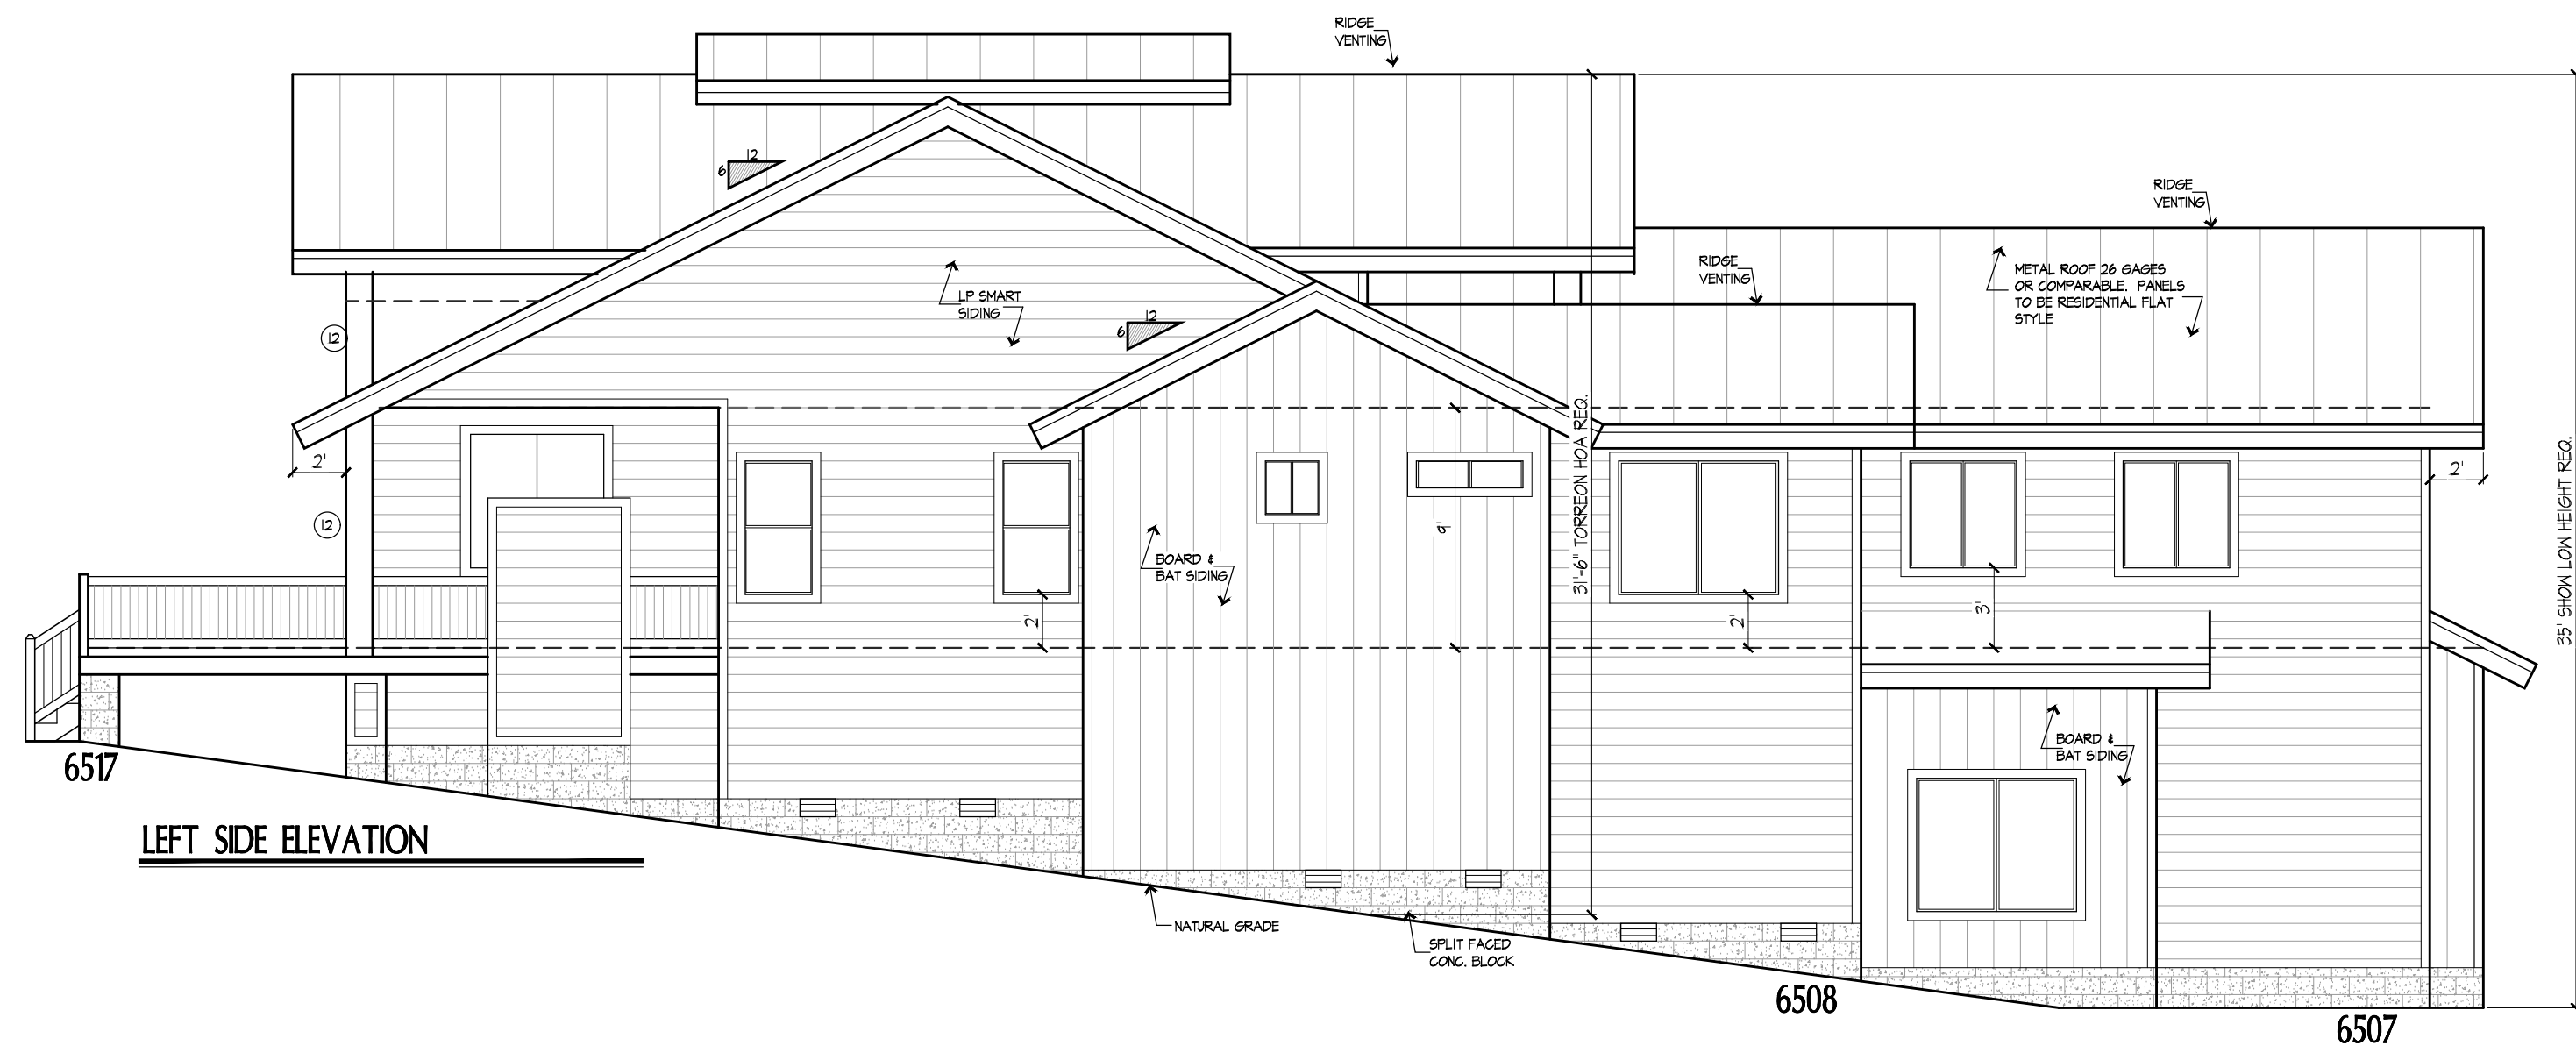 RIDGE
VENTING
12
6
RIDGE
VENTING
RIDGE
VENTING
METAL ROOF 26 GAGES
OR COMPARABLE. PANELS
TO BE RESIDENTIAL FLAT
STYLE
LP SMART
SIDING
12
6
12
2'
2'
12
9'
31'-6" TORREON HOA REQ.
35' SHOW LOW HEIGHT REQ.
BOARD &
BAT SIDING
2'
2'
3'
BOARD &
BAT SIDING
6517
LEFT SIDE ELEVATION
NATURAL GRADE
SPLIT FACED
CONC. BLOCK
6508
6507